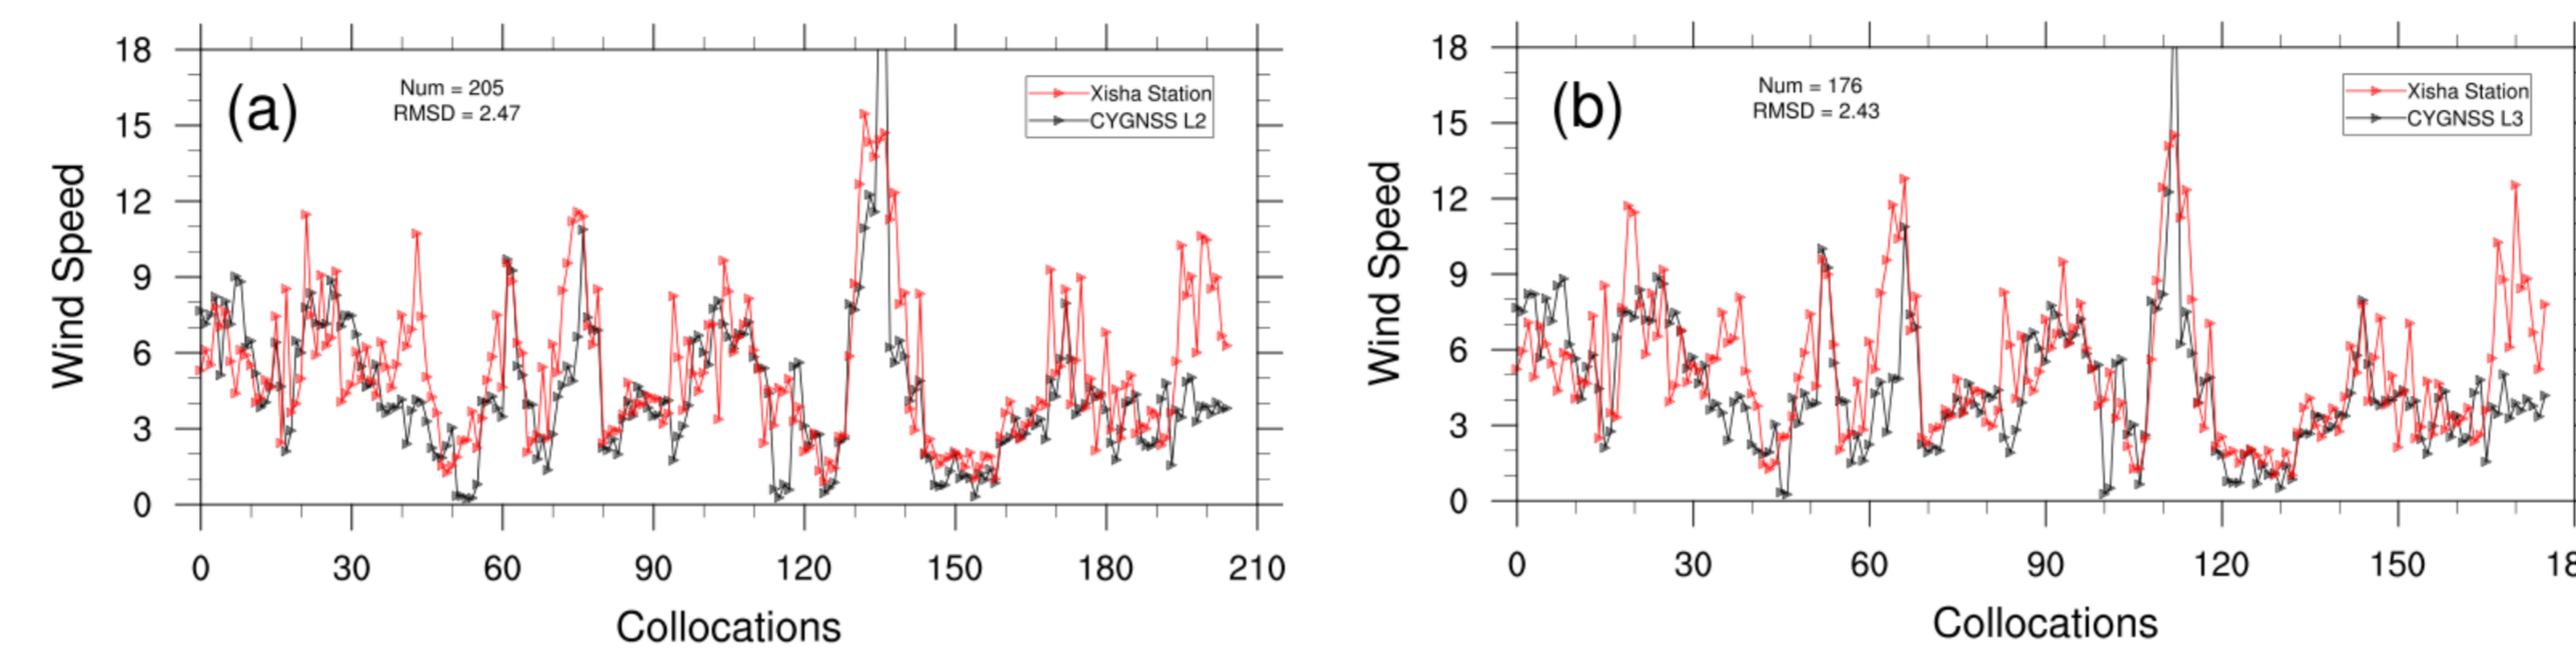 (a)
Num = 205
RMSD = 2.47
Xisha Station
CYGNSS L2
Wind Speed
18
15
12
9
6
3
0
0 30 60 90 120 150 180 210
Collocations
(b)
Num = 176
RMSD = 2.43
Xisha Station
CYGNSS L3
Wind Speed
18
15
12
9
6
3
0
0 30 60 90 120 150 18
Collocations